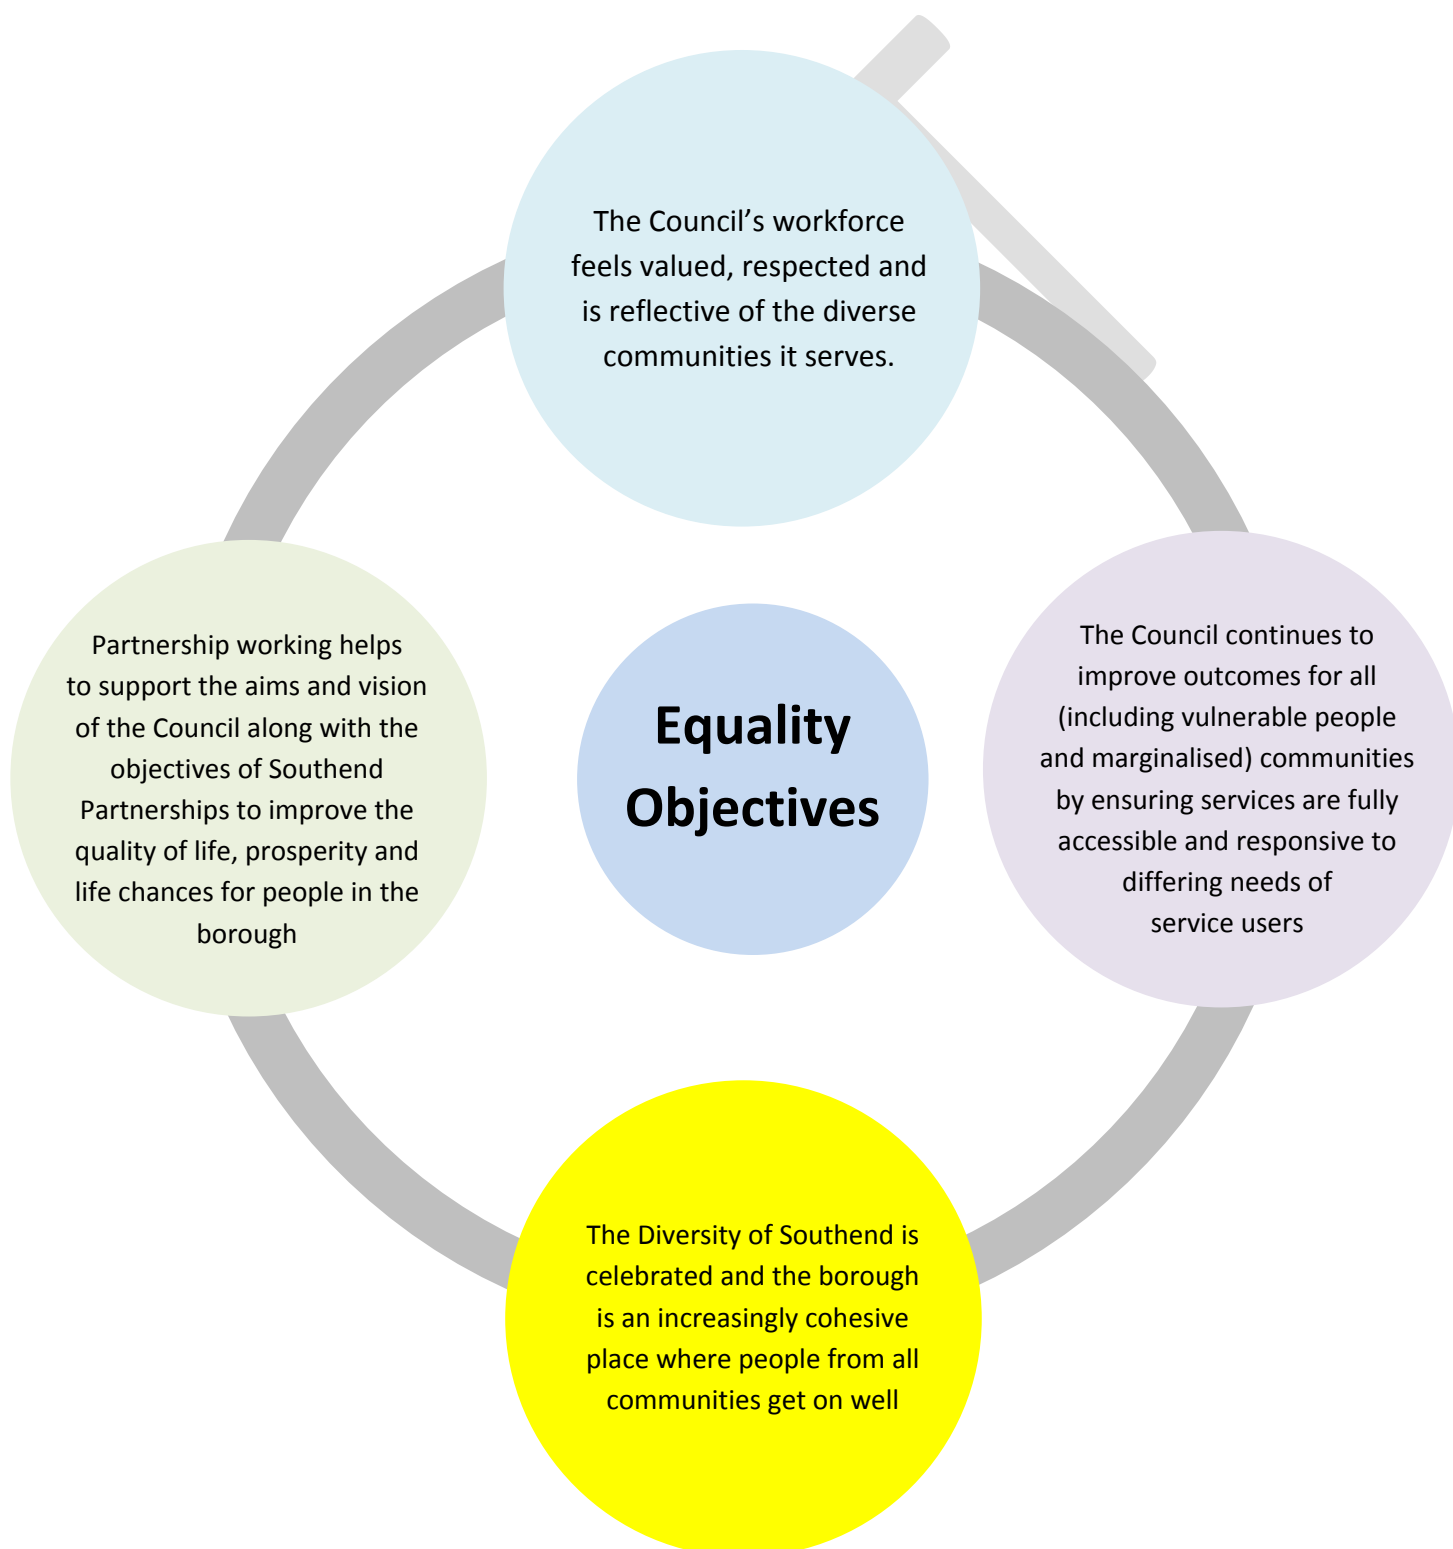 The Council’s workforce
feels valued, respected and
is reflective of the diverse
communities it serves.
Partnership working helps
to support the aims and vision
of the Council along with the
objectives of Southend
Partnerships to improve the
quality of life, prosperity and
life chances for people in the
borough
Equality
Objectives
The Council continues to
improve outcomes for all
(including vulnerable people
and marginalised) communities
by ensuring services are fully
accessible and responsive to
differing needs of
service users
The Diversity of Southend is
celebrated and the borough
is an increasingly cohesive
place where people from all
communities get on well